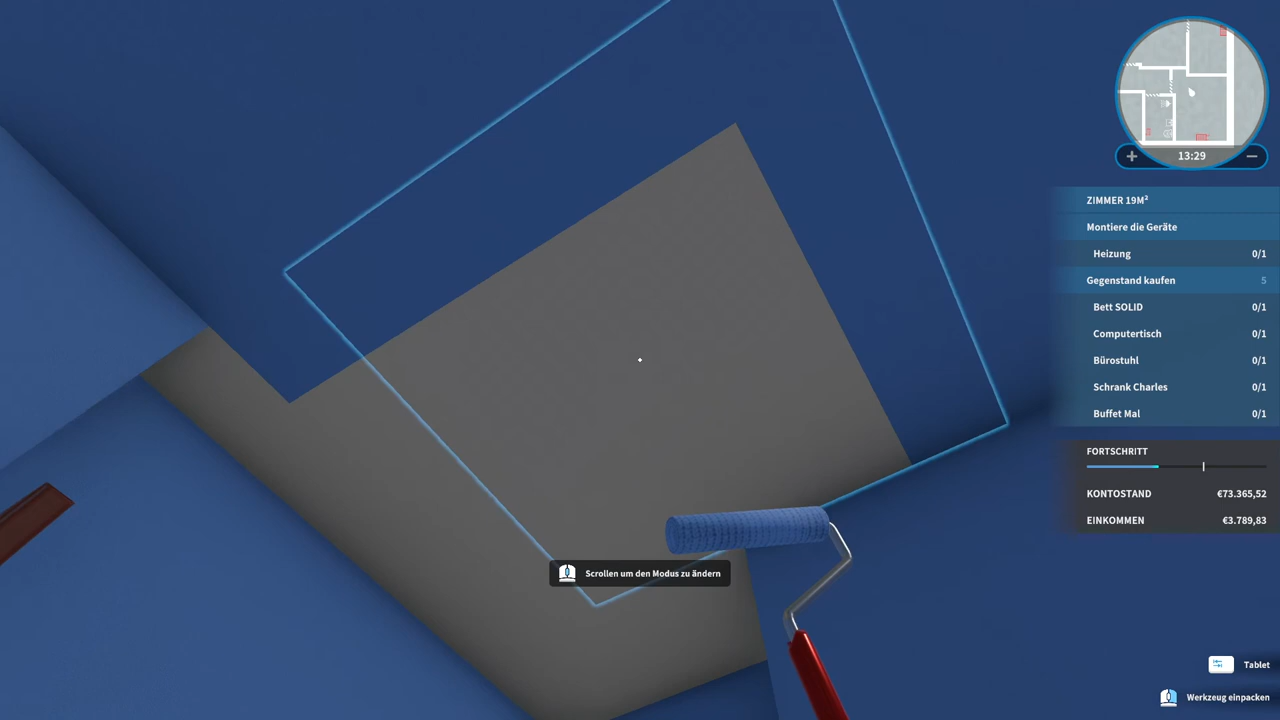 13:29
ZIMMER 19M²
Montiere die Geräte
Heizung 0/1
Gegenstand kaufen 5
Bett SOLID 0/1
Computertisch 0/1
Bürostuhl 0/1
Schrank Charles 0/1
Buffet Mal 0/1
FORTSCHRITT
KONTOSTAND €73.365,52
EINKOMMEN €3.789,83
Scrollen um den Modus zu ändern
Tablet
Werkzeug einpacken